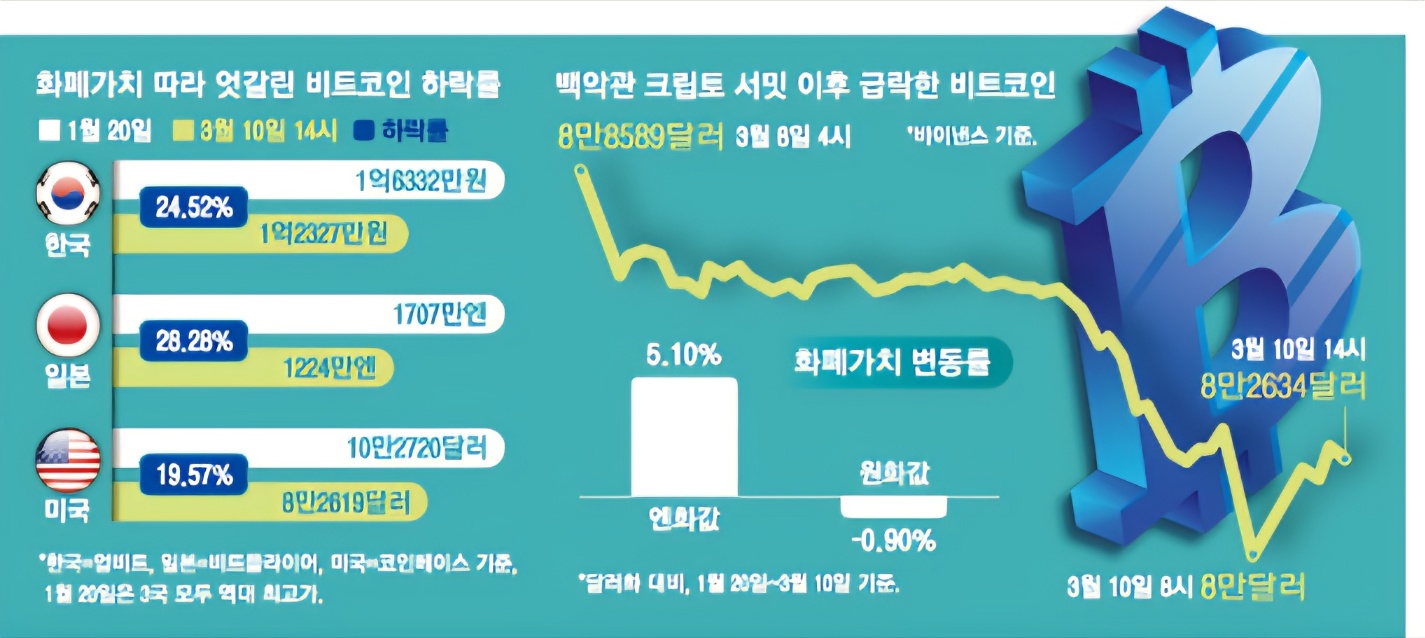 화폐가치 따라 엇갈린 비트코인 하락률
1월 20일 3월 10일 14시 하락률
한국
1억6332만원
24.52%
1억2327만원
일본
1707만엔
28.28%
1224만엔
미국
10만2720달러
19.57%
8만2619달러
*한국=업비트, 일본=비트플라이어, 미국=코인베이스 기준,
1월 20일은 3국 모두 역대 최고가.
백악관 크립토 서밋 이후 급락한 비트코인
8만8589달러 3월 8일 4시
*바이낸스 기준.
3월 10일 14시
8만2634달러
3월 10일 8시 8만달러
화폐가치 변동률
5.10%
엔화값
원화값
-0.90%
*달러화 대비, 1월 20일~3월 10일 기준.